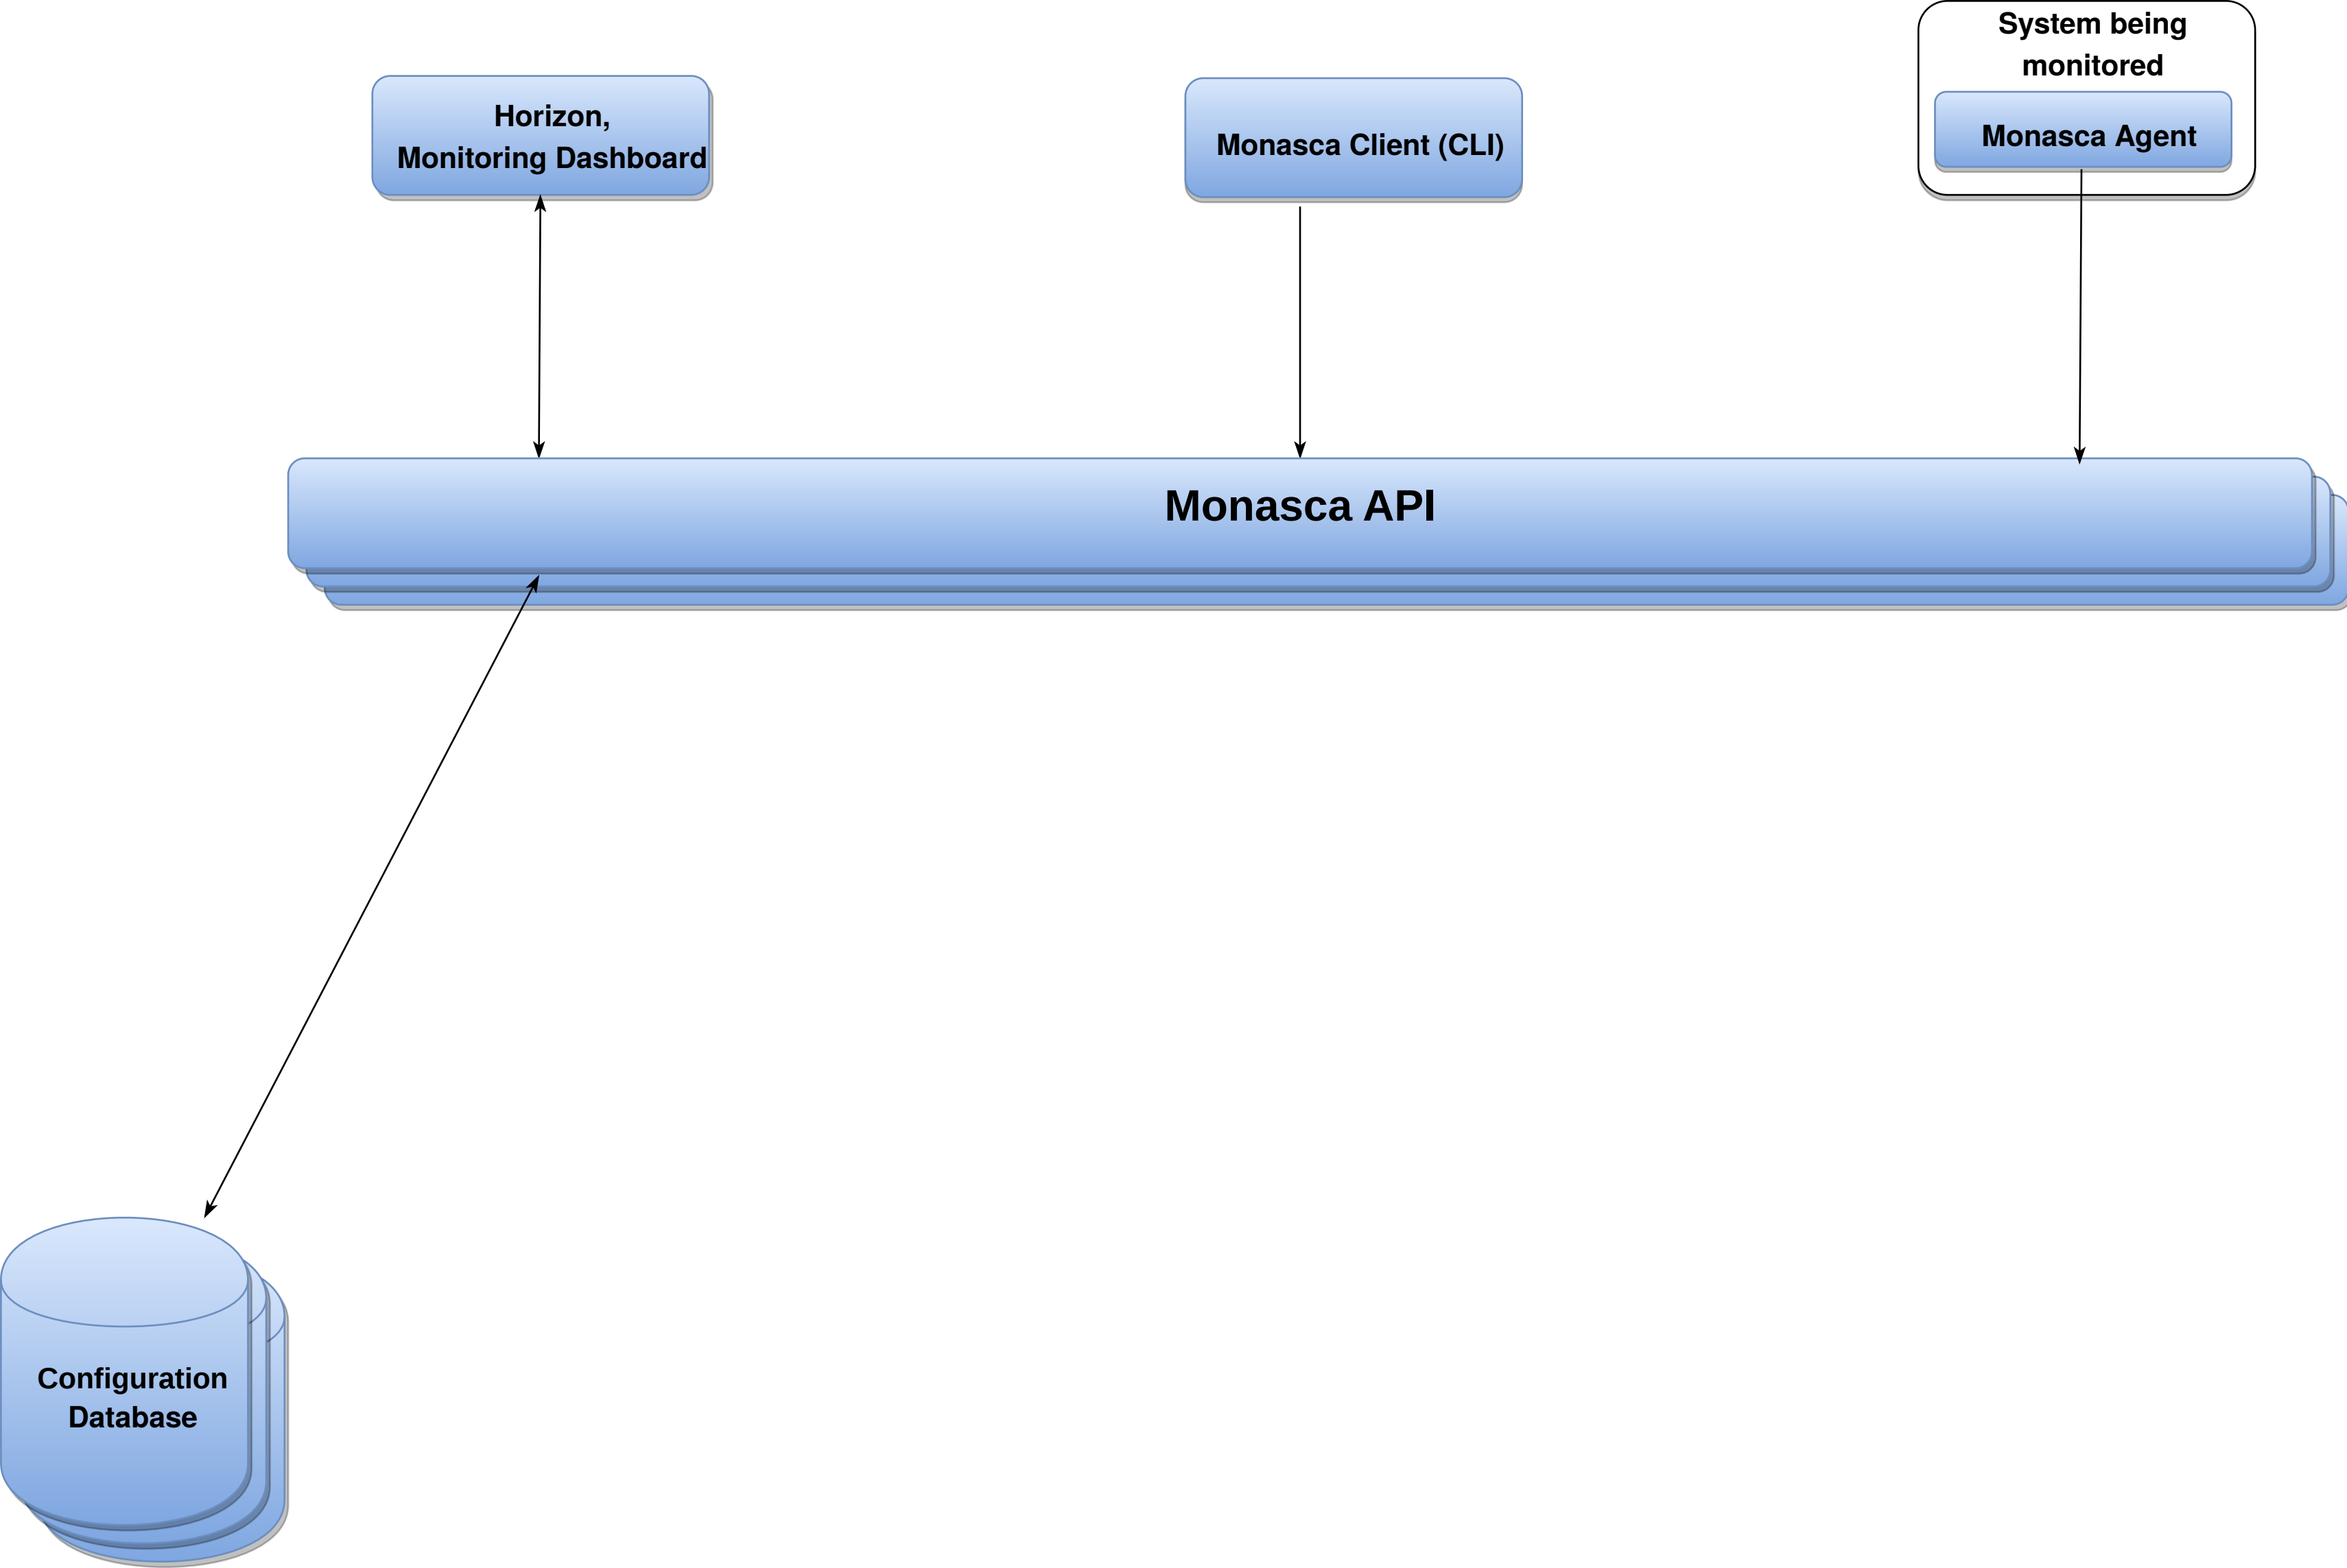 System being
monitored
Horizon,
Monitoring Dashboard
Monasca Client (CLI)
Monasca Agent
Monasca API
Configuration
Database